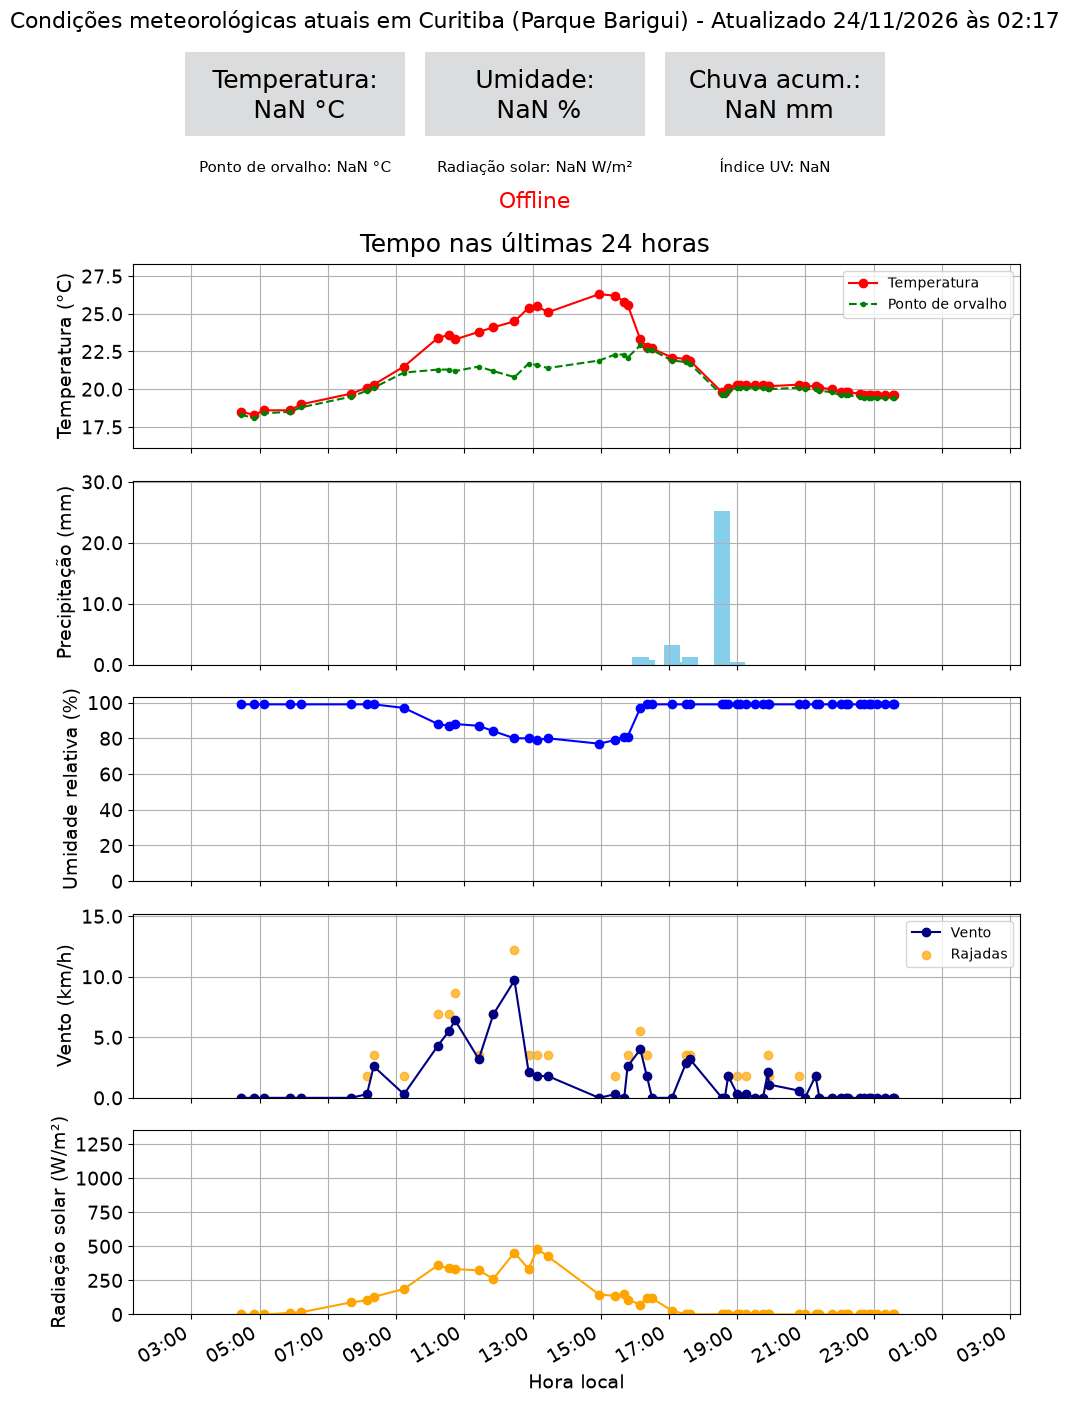 Condições meteorológicas atuais em Curitiba (Parque Barigui) - Atualizado 24/11/2026 às 02:17
Temperatura:
NaN °C
Umidade:
NaN %
Chuva acum.:
NaN mm
Ponto de orvalho: NaN °C
Radiação solar: NaN W/m²
Índice UV: NaN
Offline
Tempo nas últimas 24 horas
Temperatura (°C)
27.5
25.0
22.5
20.0
17.5
Temperatura
Ponto de orvalho
Precipitação (mm)
30.0
20.0
10.0
0.0
Umidade relativa (%)
100
80
60
40
20
0
Vento (km/h)
15.0
10.0
5.0
0.0
Vento
Rajadas
Radiação solar (W/m²)
1250
1000
750
500
250
0
03:00
05:00
07:00
09:00
11:00
13:00
15:00
17:00
19:00
21:00
23:00
01:00
03:00
Hora local